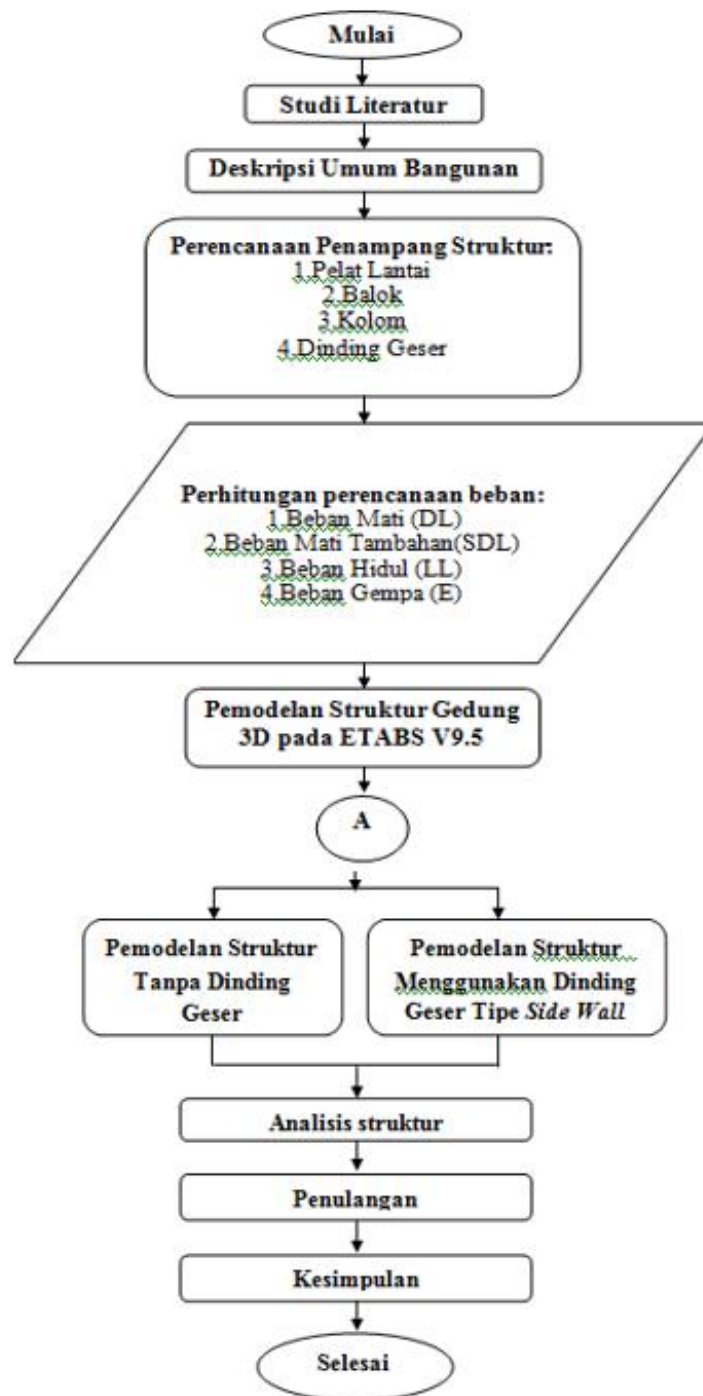 Mulai
Studi Literatur
Deskripsi Umum Bangunan
Perencanaan Penampang Struktur:
1.Pelat Lantai
2.Balok
3.Kolom
4.Dinding Geser
Perhitungan perencanaan beban:
1.Beban Mati (DL)
2.Beban Mati Tambahan(SDL)
3.Beban Hidul (LL)
4.Beban Gempa (E)
Pemodelan Struktur Gedung
3D pada ETABS V9.5
A
Pemodelan Struktur
Tanpa Dinding
Geser
Pemodelan Struktur
Menggunakan Dinding
Geser Tipe Side Wall
Analisis struktur
Penulangan
Kesimpulan
Selesai